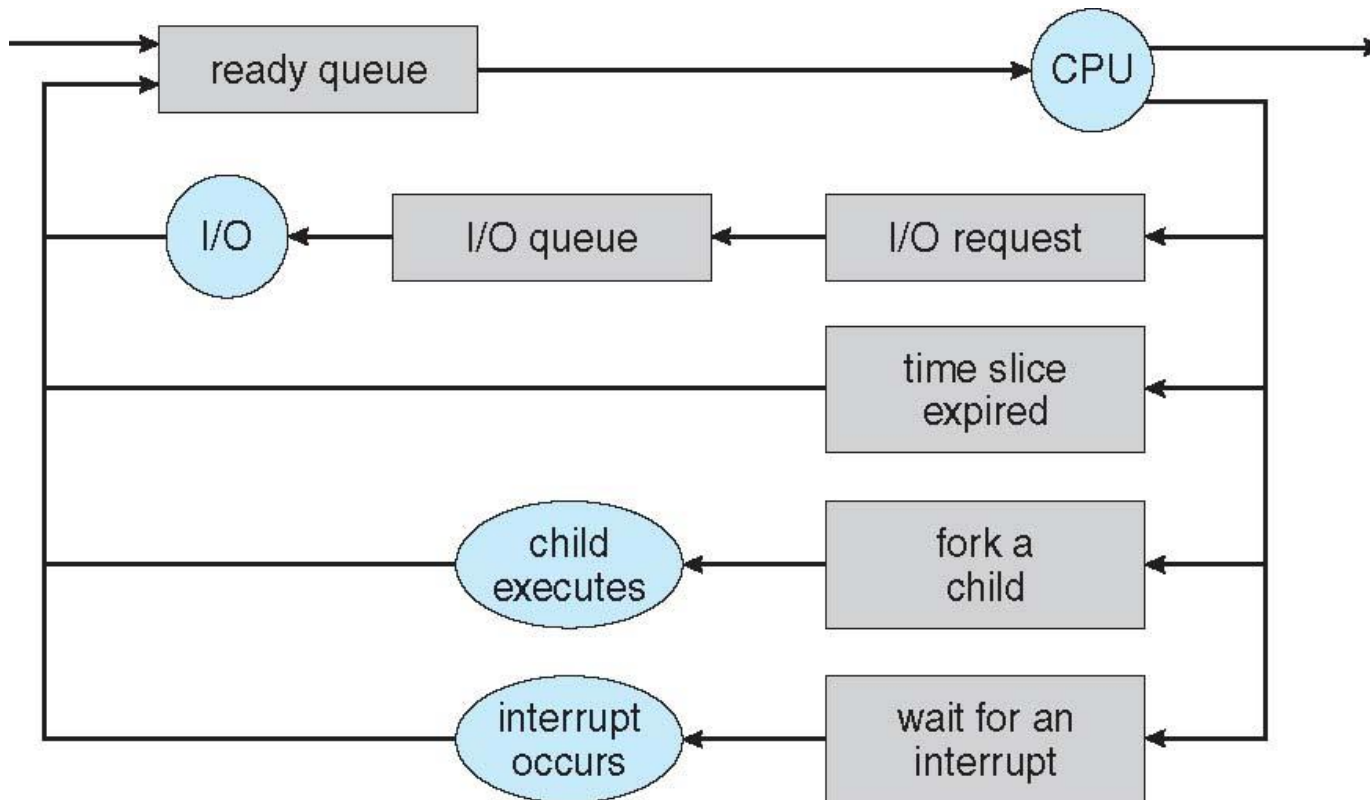 ready queue
CPU
I/O
I/O queue
I/O request
time slice
expired
child
executes
fork a
child
interrupt
occurs
wait for an
interrupt